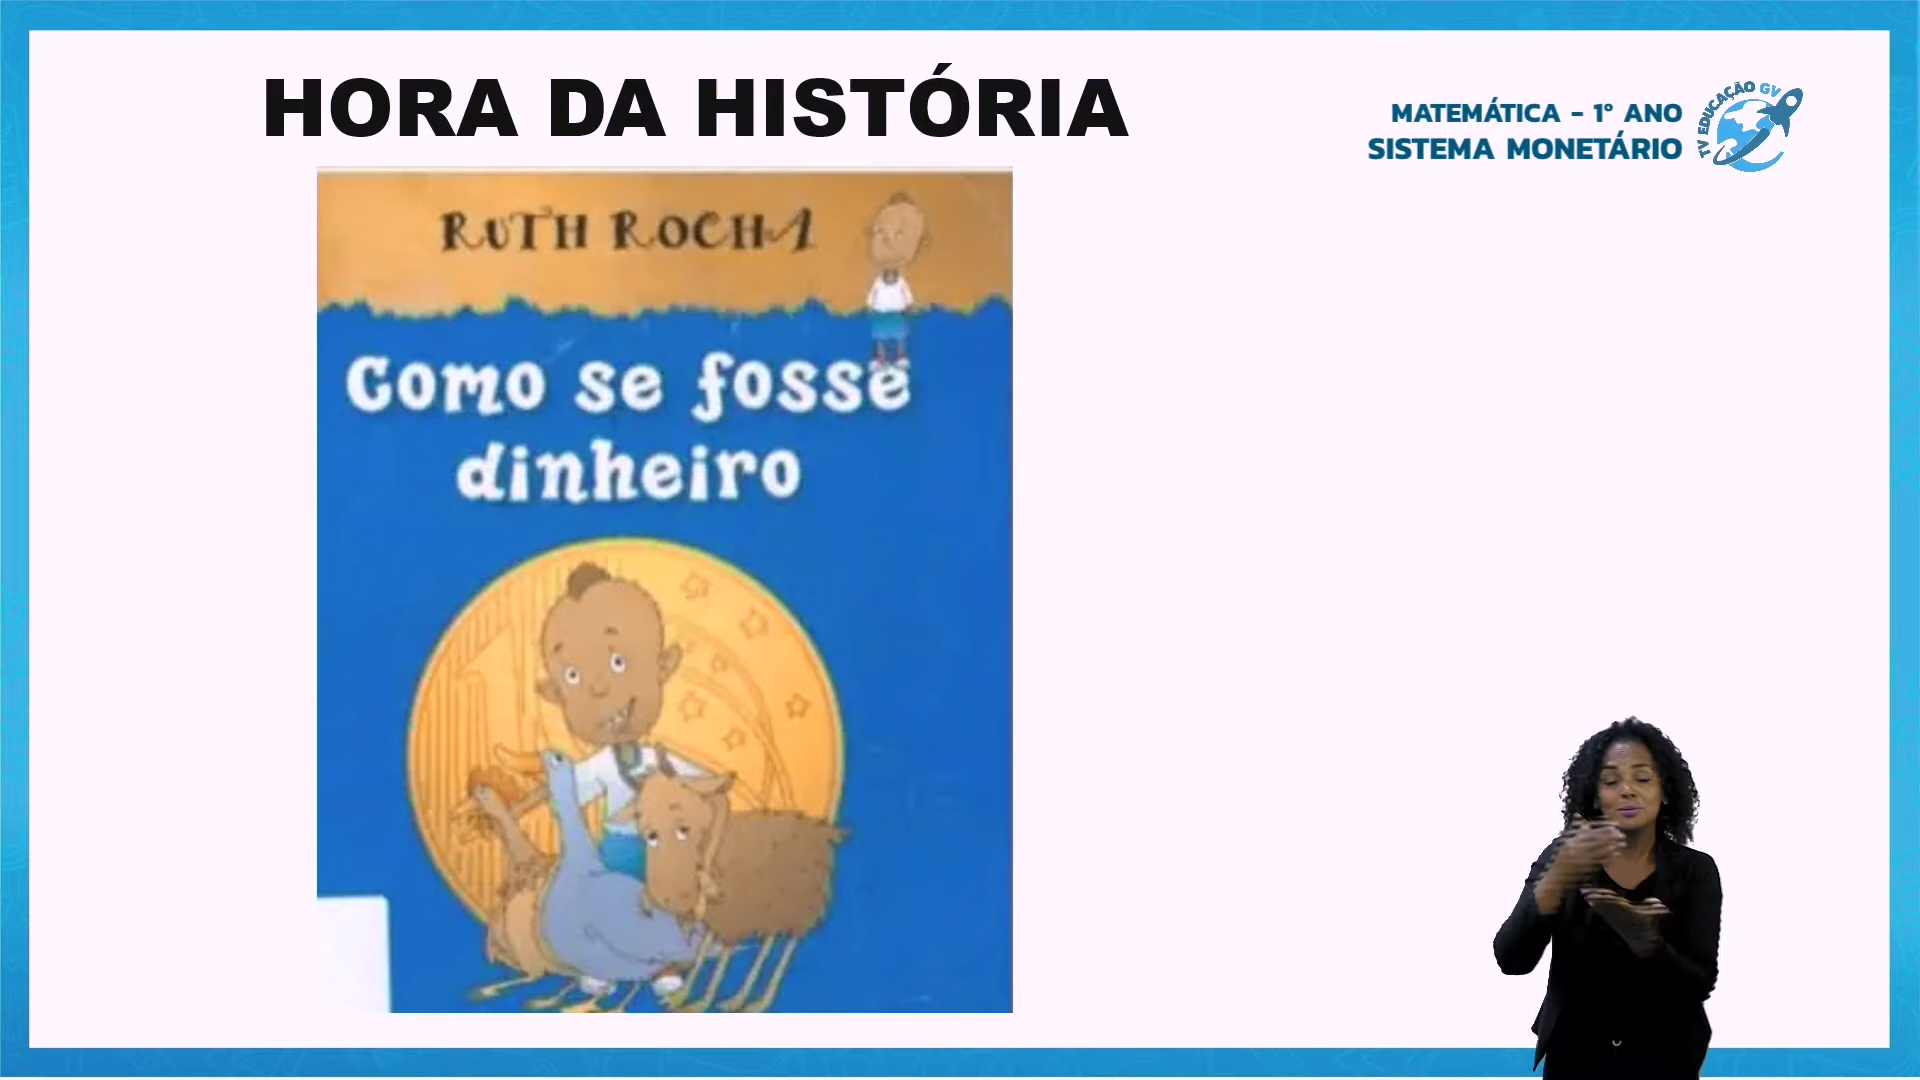 HORA DA HISTÓRIA
MATEMÁTICA - 1º ANO
SISTEMA MONETÁRIO
TV EDUCAÇÃO GV
RUTH ROCHA
Como se fosse
dinheiro